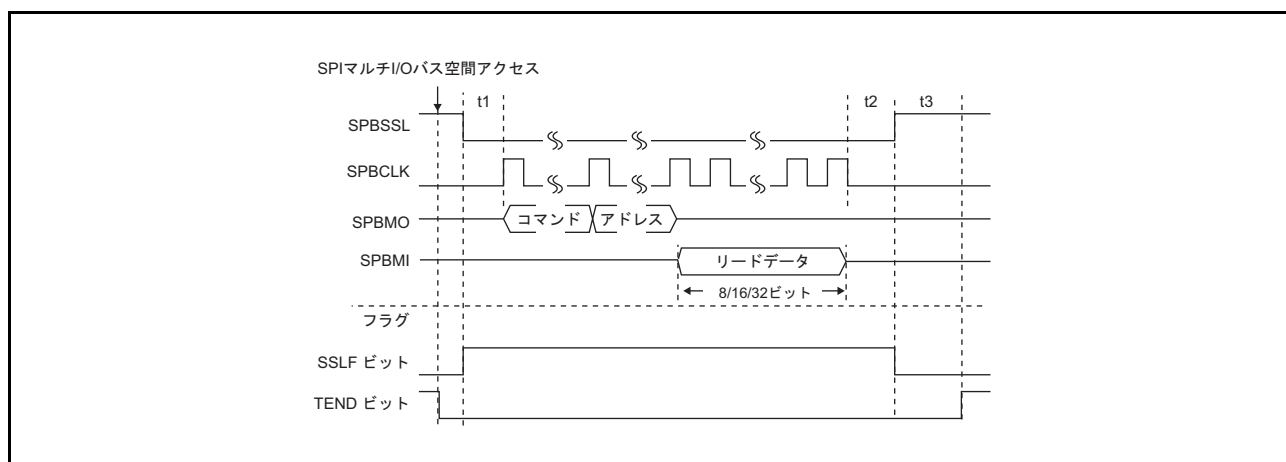 SPIマルチI/Oバス空間アクセス
t1
t2
t3
SPBSSL
SPBCLK
SPBMO
コマンド
アドレス
SPBMI
リードデータ
8/16/32ビット
フラグ
SSLF ビット
TEND ビット